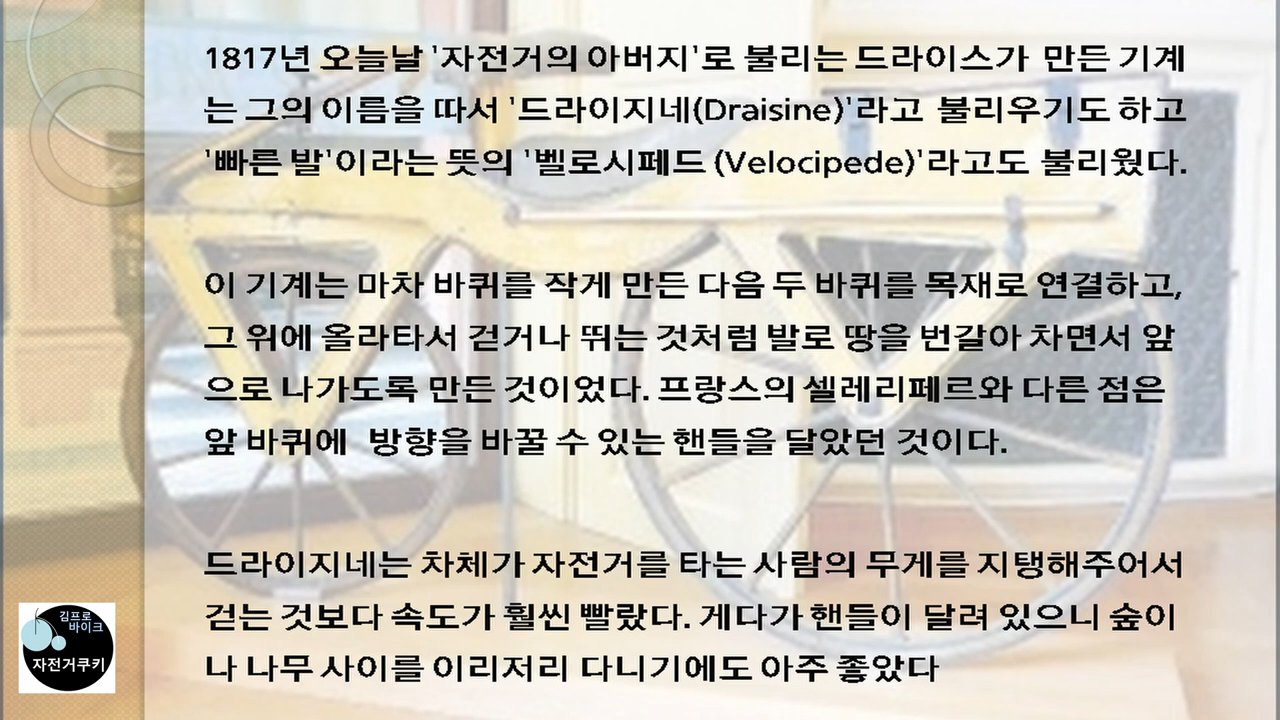 1817년 오늘날 '자전거의 아버지'로 불리는 드라이스가 만든 기계
는 그의 이름을 따서 '드라이지네(Draisine)'라고 불리우기도 하고
'빠른 발'이라는 뜻의 '벨로시페드 (Velocipede)'라고도 불리웠다.
이 기계는 마차 바퀴를 작게 만든 다음 두 바퀴를 목재로 연결하고,
그 위에 올라타서 걷거나 뛰는 것처럼 발로 땅을 번갈아 차면서 앞
으로 나가도록 만든 것이었다. 프랑스의 셀레리페르와 다른 점은
앞 바퀴에 방향을 바꿀 수 있는 핸들을 달았던 것이다.
드라이지네는 차체가 자전거를 타는 사람의 무게를 지탱해주어서
걷는 것보다 속도가 훨씬 빨랐다. 게다가 핸들이 달려 있으니 숲이
나 나무 사이를 이리저리 다니기에도 아주 좋았다
김프로
바이크
자전거쿠키